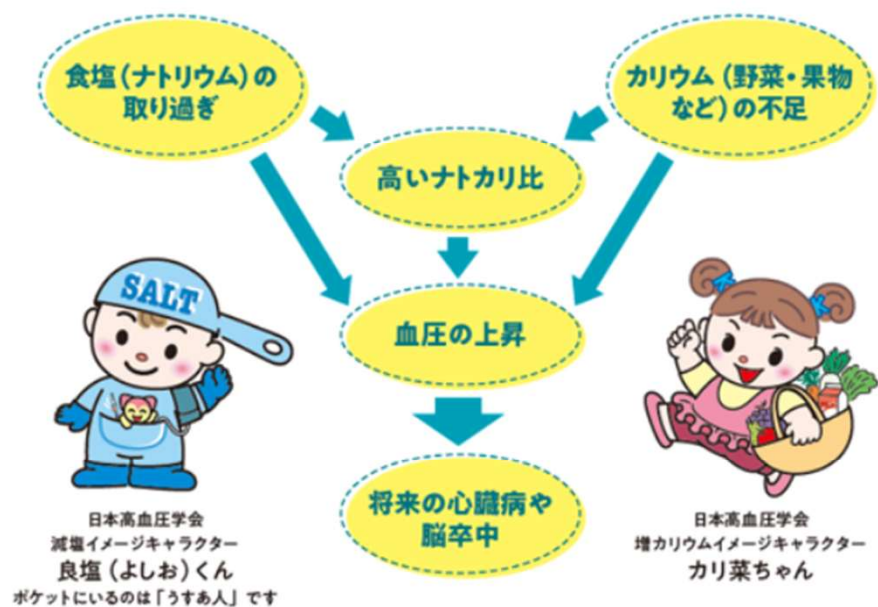 食塩（ナトリウム）の
取り過ぎ
カリウム（野菜・果物
など）の不足
高いナトカリ比
血圧の上昇
将来の心臓病や
脳卒中
SALT
日本高血圧学会
減塩イメージキャラクター
良塩（よしお）くん
ポケットにいるのは「うすあ人」です
K
日本高血圧学会
増カリウムイメージキャラクター
カリ菜ちゃん